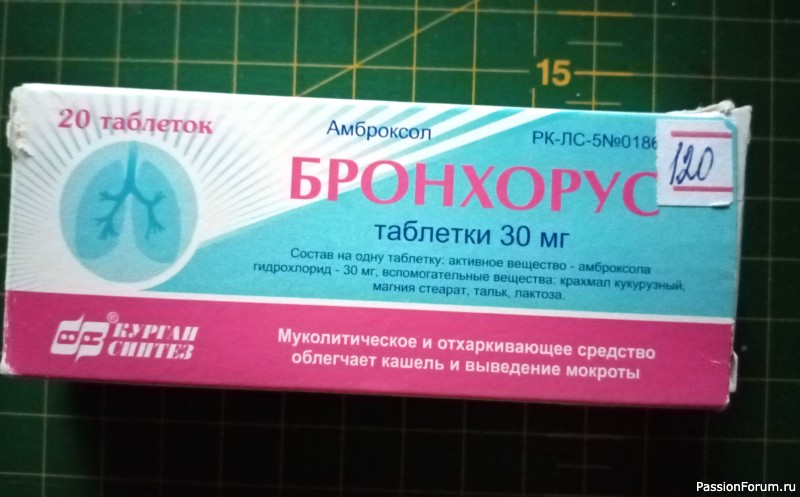 15
20 таблеток
Амброксол
РК-ЛС-5№0186
120
БРОНХОРУС
таблетки 30 мг
Состав на одну таблетку: активное вещество - амброксола
гидрохлорид - 30 мг, вспомогательные вещества: крахмал кукурузный,
магния стеарат, тальк, лактоза.
® КУРГАН
СИНТЕЗ
Муколитическое и отхаркивающее средство
облегчает кашель и выведение мокроты
PassionForum.ru